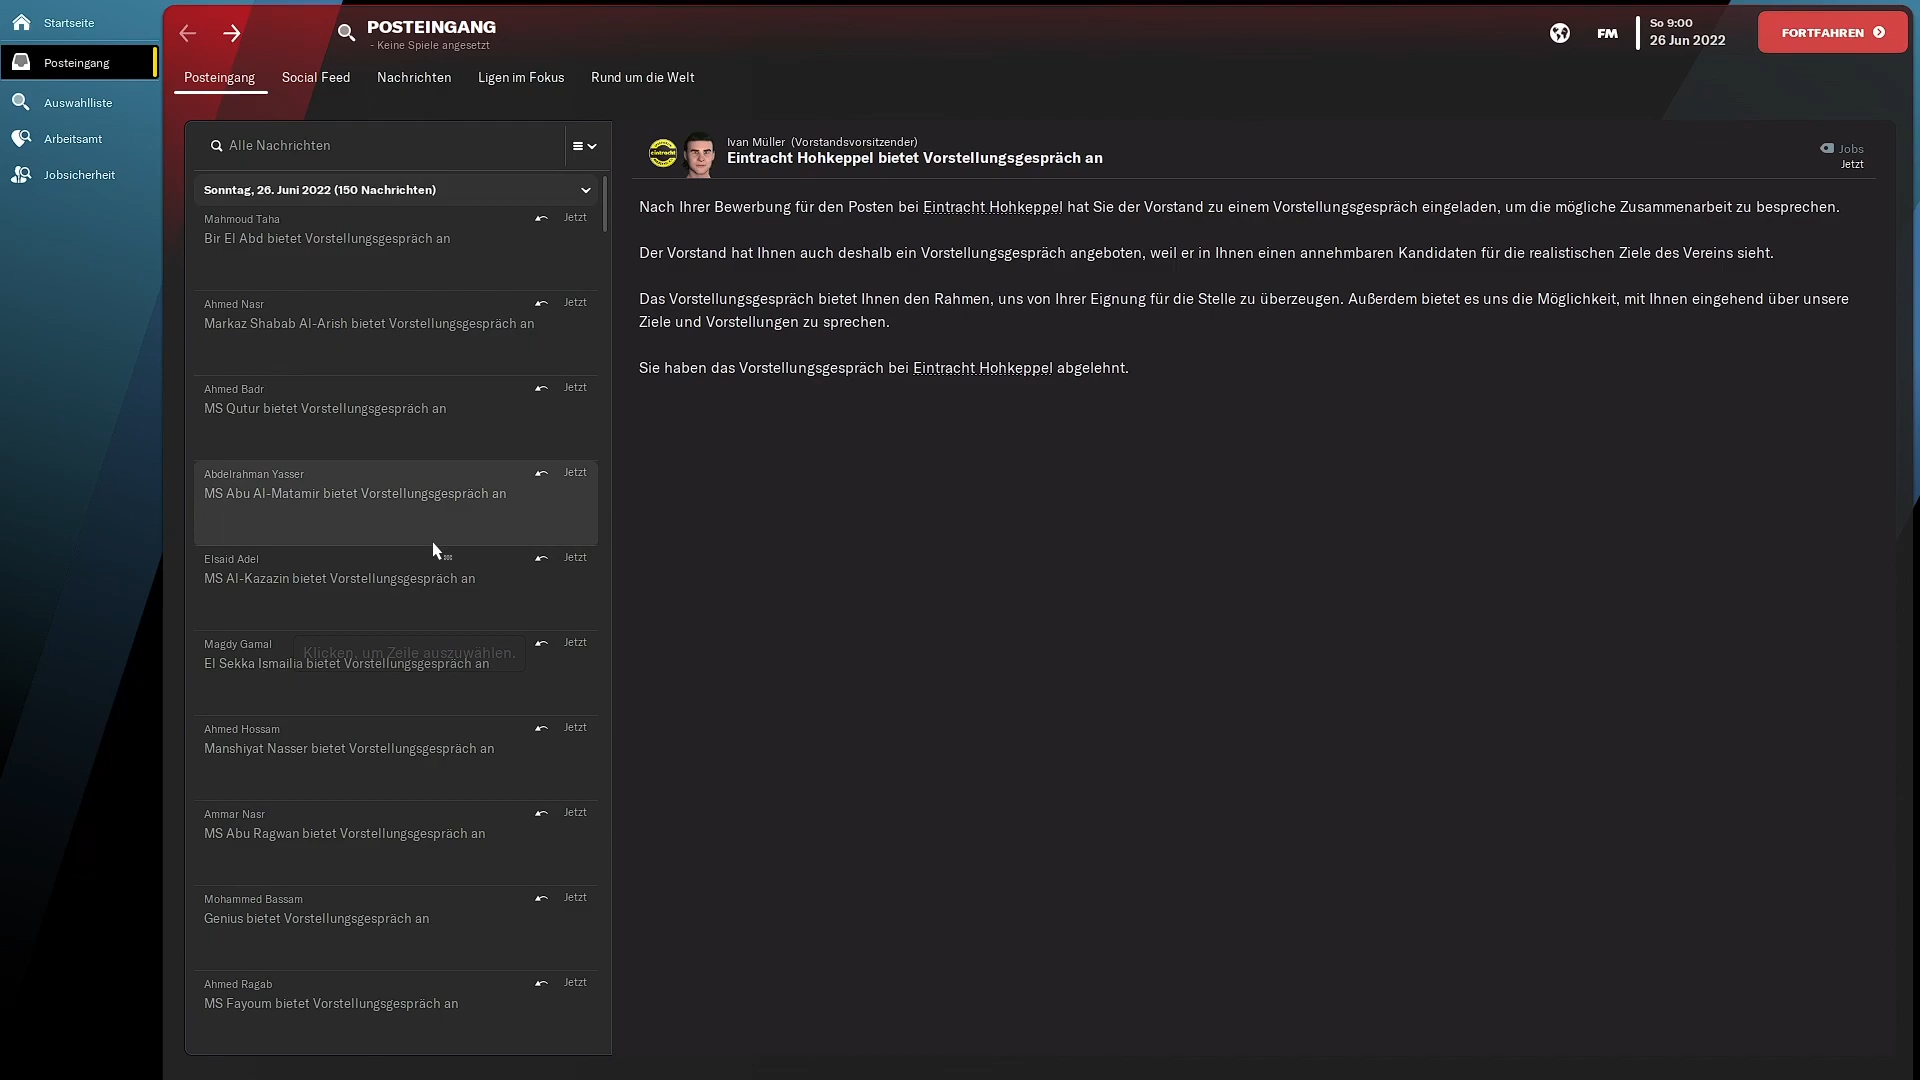 Startseite
Posteingang
Auswahlliste
Arbeitsamt
Jobsicherheit
POSTEINGANG
- Keine Spiele angesetzt
FM
So 9:00
26 Jun 2022
FORTFAHREN
Posteingang
Social Feed
Nachrichten
Ligen im Fokus
Rund um die Welt
Alle Nachrichten
Sonntag, 26. Juni 2022 (150 Nachrichten)
Mahmoud Taha
Jetzt
Bir El Abd bietet Vorstellungsgespräch an
Ahmed Nasr
Jetzt
Markaz Shabab Al-Arish bietet Vorstellungsgespräch an
Ahmed Badr
Jetzt
MS Qutur bietet Vorstellungsgespräch an
Abdelrahman Yasser
Jetzt
MS Abu Al-Matamir bietet Vorstellungsgespräch an
Elsaid Adel
Jetzt
MS Al-Kazazin bietet Vorstellungsgespräch an
Magdy Gamal
Jetzt
Klicken, um Zeile auszuwählen.
El Sekka Ismailia bietet Vorstellungsgespräch an
Ahmed Hossam
Jetzt
Manshiyat Nasser bietet Vorstellungsgespräch an
Ammar Nasr
Jetzt
MS Abu Ragwan bietet Vorstellungsgespräch an
Mohammed Bassam
Jetzt
Genius bietet Vorstellungsgespräch an
Ahmed Ragab
Jetzt
MS Fayoum bietet Vorstellungsgespräch an
eintracht
Ivan Müller (Vorstandsvorsitzender)
Eintracht Hohkeppel bietet Vorstellungsgespräch an
Jobs
Jetzt
Nach Ihrer Bewerbung für den Posten bei Eintracht Hohkeppel hat Sie der Vorstand zu einem Vorstellungsgespräch eingeladen, um die mögliche Zusammenarbeit zu besprechen.
Der Vorstand hat Ihnen auch deshalb ein Vorstellungsgespräch angeboten, weil er in Ihnen einen annehmbaren Kandidaten für die realistischen Ziele des Vereins sieht.
Das Vorstellungsgespräch bietet Ihnen den Rahmen, uns von Ihrer Eignung für die Stelle zu überzeugen. Außerdem bietet es uns die Möglichkeit, mit Ihnen eingehend über unsere
Ziele und Vorstellungen zu sprechen.
Sie haben das Vorstellungsgespräch bei Eintracht Hohkeppel abgelehnt.